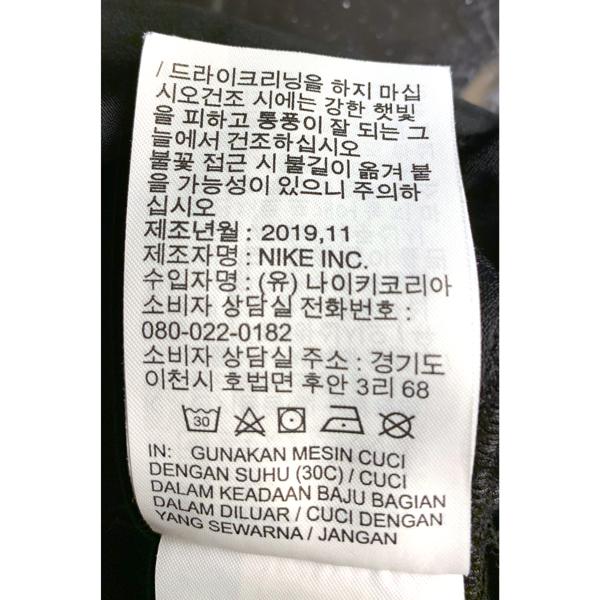 / 드라이크리닝을 하지 마십
시오건조 시에는 강한 햇빛
을 피하고 통풍이 잘 되는 그
늘에서 건조하십시오
불꽃 접근 시 불길이 옮겨 붙
을 가능성이 있으니 주의하
십시오
제조년월 : 2019,11
제조자명 : NIKE INC.
수입자명 : (유) 나이키코리아
소비자 상담실 전화번호 :
080-022-0182
소비자 상담실 주소 : 경기도
이천시 호법면 후안 3리 68
30
IN: GUNAKAN MESIN CUCI
DENGAN SUHU (30C) / CUCI
DALAM KEADAAN BAJU BAGIAN
DALAM DILUAR / CUCI DENGAN
YANG SEWARNA / JANGAN